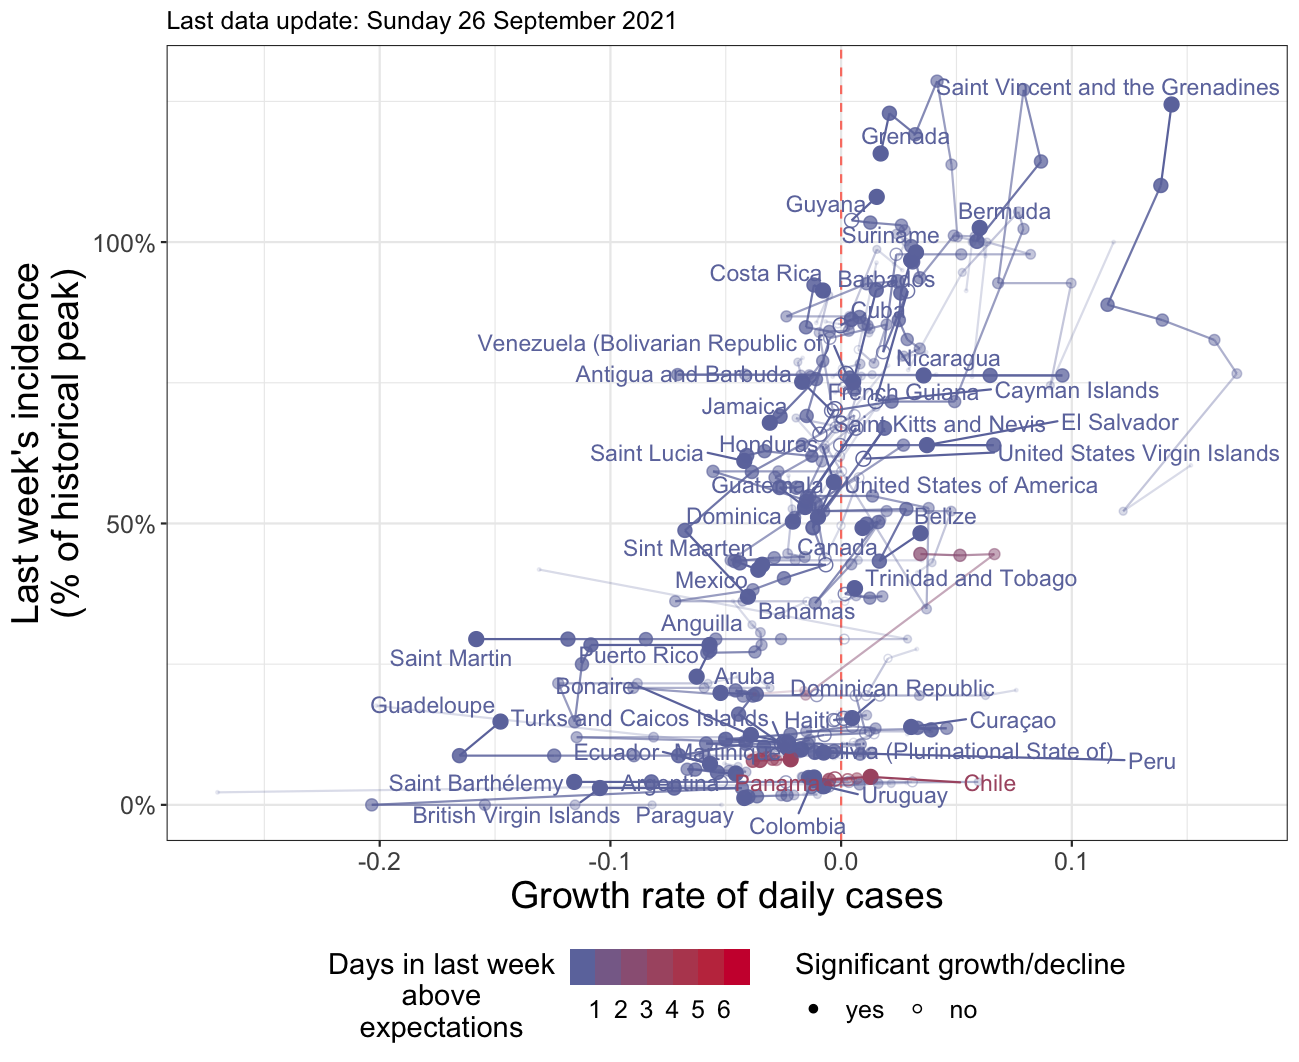 Last data update: Sunday 26 September 2021
Last week's incidence
(% of historical peak)
100%
50%
0%
Saint Vincent and the Grenadines
Grenada
Guyana
Bermuda
Suriname
Costa Rica
Barbados
Cuba
Venezuela (Bolivarian Republic of)
Nicaragua
Antigua and Barbuda
French Guiana
Cayman Islands
Jamaica
Saint Kitts and Nevis
El Salvador
Honduras
Saint Lucia
United States Virgin Islands
Guatemala
United States of America
Dominica
Belize
Sint Maarten
Canada
Mexico
Trinidad and Tobago
Bahamas
Anguilla
Saint Martin
Puerto Rico
Aruba
Bonaire
Dominican Republic
Guadeloupe
Turks and Caicos Islands
Haiti
Curaçao
Ecuador
Martinique
Bolivia (Plurinational State of)
Peru
Saint Barthélemy
Argentina
Panama
Chile
Uruguay
British Virgin Islands
Paraguay
Colombia
-0.2
-0.1
0.0
0.1
Growth rate of daily cases
Days in last week
above
expectations
1 2 3 4 5 6
Significant growth/decline
yes
no